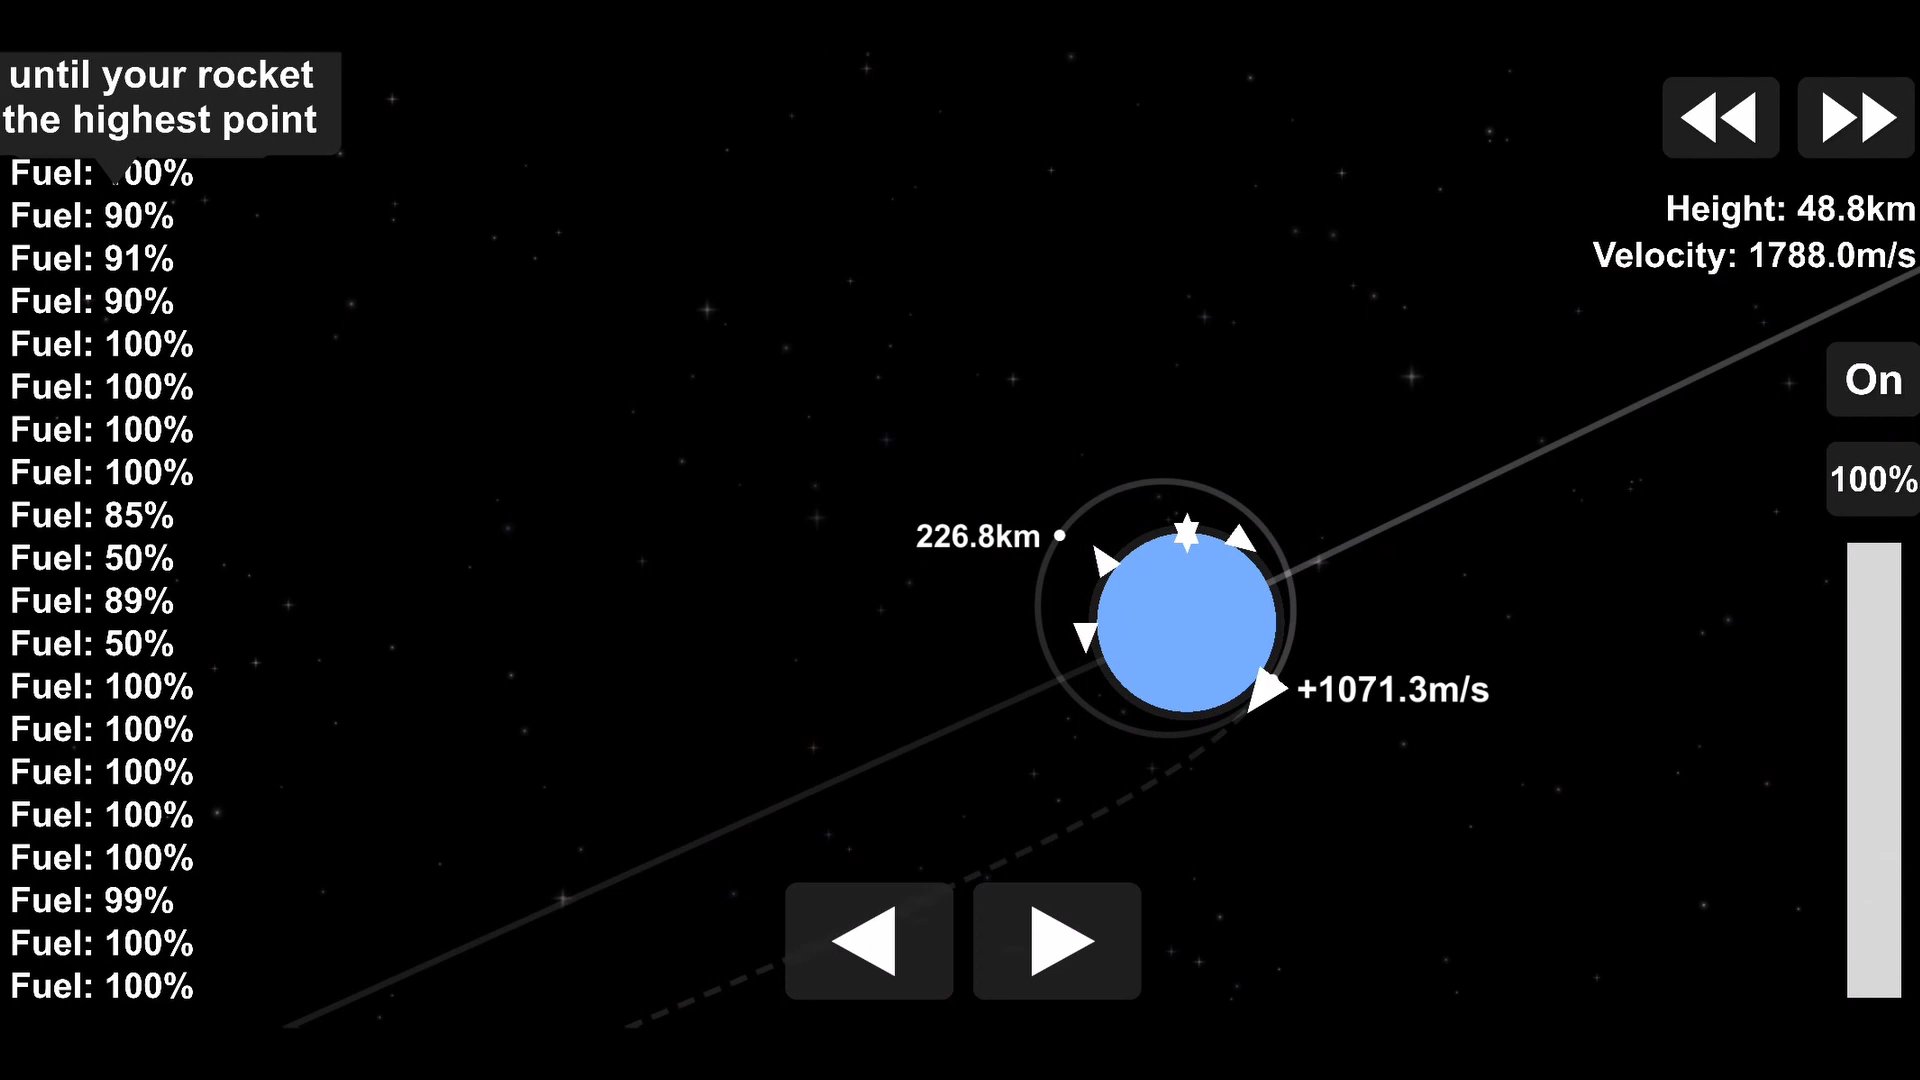 until your rocket
the highest point
Fuel: 00%
Fuel: 90%
Fuel: 91%
Fuel: 90%
Fuel: 100%
Fuel: 100%
Fuel: 100%
Fuel: 100%
Fuel: 85%
Fuel: 50%
Fuel: 89%
Fuel: 50%
Fuel: 100%
Fuel: 100%
Fuel: 100%
Fuel: 100%
Fuel: 100%
Fuel: 99%
Fuel: 100%
Fuel: 100%
Height: 48.8km
Velocity: 1788.0m/s
On
100%
226.8km
+1071.3m/s